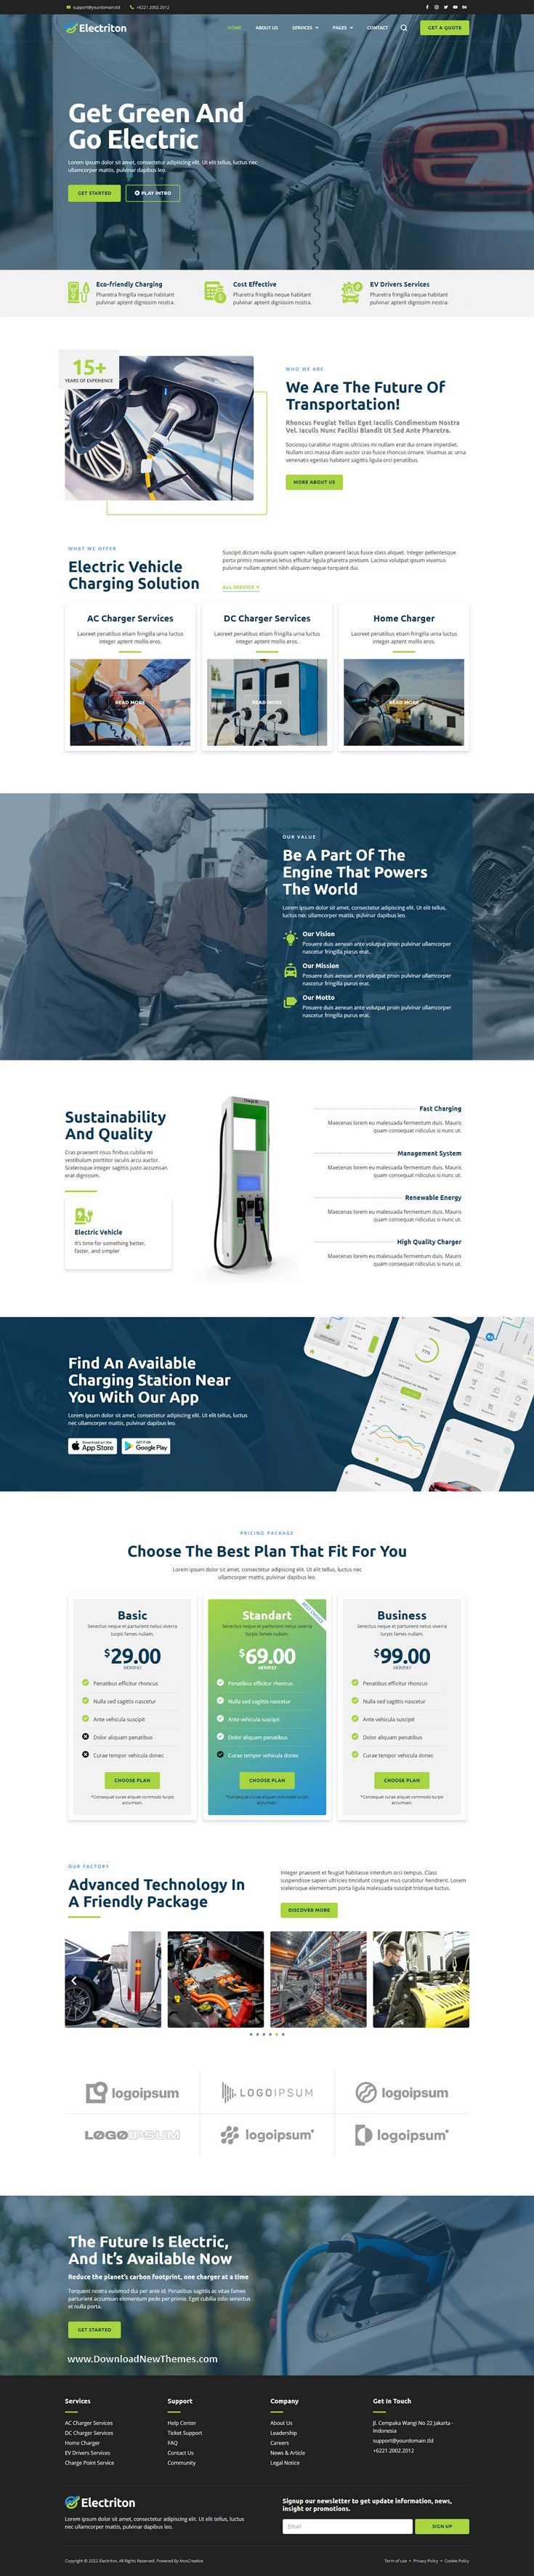 support@yourdomain.tld +6221.2002.2012
Electriton
HOME ABOUT US SERVICES PAGES CONTACT GET A QUOTE
Get Green And
Go Electric
Lorem ipsum dolor sit amet, consectetur adipiscing elit. Ut elit tellus, luctus nec
ullamcorper mattis, pulvinar dapibus leo.
GET STARTED PLAY INTRO
Eco-friendly Charging
Pharetra fringilla neque habitant
pulvinar aptent dignissim nostra.
Cost Effective
Pharetra fringilla neque habitant
pulvinar aptent dignissim nostra.
EV Drivers Services
Pharetra fringilla neque habitant
pulvinar aptent dignissim nostra.
15+
YEARS OF EXPERIENCE
WHO WE ARE
We Are The Future Of
Transportation!
Rhoncus Feugiat Tellus Eget Iaculis Condimentum Nostra
Vel. Iaculis Nunc Facilisi Blandit Ut Sed Ante Pharetra.
Sociosqu curabitur magnis ultricies mi nullam erat dui ornare imperdiet.
Nullam orci massa diam auctor cras fusce rhoncus ornare. Vivamus ac urna
venenatis egestas habitant sagittis ligula orci penatibus.
MORE ABOUT US
WHAT WE OFFER
Electric Vehicle
Charging Solution
Suscipit dictum nulla ipsum sapien nullam praesent lacus fusce class aliquet. Integer pellentesque
porta primis maecenas letius efficitur ligula pharetra pretium. Lacinia volutpat ipsum vivamus
pulvinar nullam aptent nibh aliquam neque torquent dui.
ALL SERVICE
AC Charger Services
Laoreet penatibus etiam fringilla urna luctus
integer aptent mollis eros.
READ MORE
DC Charger Services
Laoreet penatibus etiam fringilla urna luctus
integer aptent mollis eros.
READ MORE
Home Charger
Laoreet penatibus etiam fringilla urna luctus
integer aptent mollis eros.
READ MORE
OUR VALUE
Be A Part Of The
Engine That Powers
The World
Lorem ipsum dolor sit amet, consectetur adipiscing elit. Ut elit tellus,
luctus nec ullamcorper mattis, pulvinar dapibus leo.
Our Vision
Posuere duis aenean ante volutpat proin pulvinar ullamcorper
nascetur fringilla purus erat.
Our Mission
Posuere duis aenean ante volutpat proin pulvinar ullamcorper
nascetur fringilla purus erat.
Our Motto
Posuere duis aenean ante volutpat proin pulvinar ullamcorper
nascetur fringilla purus erat.
Sustainability
And Quality
Cras praesent risus finibus cubilia mi
vestibulum porttitor iaculis arcu auctor.
Scelerisque integer sagittis justo accumsan
erat dignissim.
Electric Vehicle
It's time for something better,
faster, and simpler
Fast Charging
Maecenas lorem eu malesuada fermentum duis. Mauris
quam consequat ridiculus si nunc ut.
Management System
Maecenas lorem eu malesuada fermentum duis. Mauris
quam consequat ridiculus si nunc ut.
Renewable Energy
Maecenas lorem eu malesuada fermentum duis. Mauris
quam consequat ridiculus si nunc ut.
High Quality Charger
Maecenas lorem eu malesuada fermentum duis. Mauris
quam consequat ridiculus si nunc ut.
Find An Available
Charging Station Near
You With Our App
Lorem ipsum dolor sit amet, consectetur adipiscing elit. Ut elit tellus, luctus
nec ullamcorper mattis, pulvinar dapibus leo.
Download on the
App Store
GET IT ON
Google Play
PRICING PACKAGE
Choose The Best Plan That Fit For You
Lorem ipsum dolor sit amet, consectetur adipiscing elit. Ut elit tellus, luctus nec
ullamcorper mattis, pulvinar dapibus leo.
Basic
Senectus neque et parturient netus viverra
turpis fames nullam.
$29.00
MONTHLY
Penatibus efficitur rhoncus
Nulla sed sagittis nascetur
Ante vehicula suscipit
Dolor aliquam penatibus
Curae tempor vehicula donec
CHOOSE PLAN
*Consequat curae aliquet commodo turpis
accumsan.
BEST CHOICE
Standart
Senectus neque et parturient netus viverra
turpis fames nullam.
$69.00
MONTHLY
Penatibus efficitur rhoncus
Nulla sed sagittis nascetur
Ante vehicula suscipit
Dolor aliquam penatibus
Curae tempor vehicula donec
CHOOSE PLAN
*Consequat curae aliquet commodo turpis
accumsan.
Business
Senectus neque et parturient netus viverra
turpis fames nullam.
$99.00
MONTHLY
Penatibus efficitur rhoncus
Nulla sed sagittis nascetur
Ante vehicula suscipit
Dolor aliquam penatibus
Curae tempor vehicula donec
CHOOSE PLAN
*Consequat curae aliquet commodo turpis
accumsan.
OUR FACTORY
Advanced Technology In
A Friendly Package
Integer praesent et feugiat habitasse interdum orci tempus. Class
suspendisse sapien ultricies tincidunt congue mus curabitur hendrerit. Lorem
scelerisque elementum porta ligula malesuada suscipit tristique luctus.
DISCOVER MORE
logoipsum LOGOIPSUM logoipsum
LOGOIPSUM logoipsum logoipsum
The Future Is Electric,
And It's Available Now
Reduce the planet's carbon footprint, one charger at a time
Torquent nostra euismod dui per ante id. Penatibus sagittis ac vitae fames
parturient accumsan elementum pede per primis. Eget cubilia odio senectus
et nulla porta.
GET STARTED
www.DownloadNewThemes.com
Services
AC Charger Services
DC Charger Services
Home Charger
EV Drivers Services
Charge Point Service
Support
Help Center
Ticket Support
FAQ
Contact Us
Community
Company
About Us
Leadership
Careers
News & Article
Legal Notice
Get In Touch
Jl. Cempaka Wangi No 22 Jakarta -
Indonesia
support@yourdomain.tld
+6221.2002.2012
Electriton
Lorem ipsum dolor sit amet, consectetur adipiscing elit. Ut elit tellus, luctus
nec ullamcorper mattis, pulvinar dapibus leo.
Signup our newsletter to get update information, news,
insight or promotions.
Email SIGN UP
Copyright © 2022 Electriton, All Rights Reserved. Powered By MoxCreative
Term of use • Privacy Policy • Cookie Policy